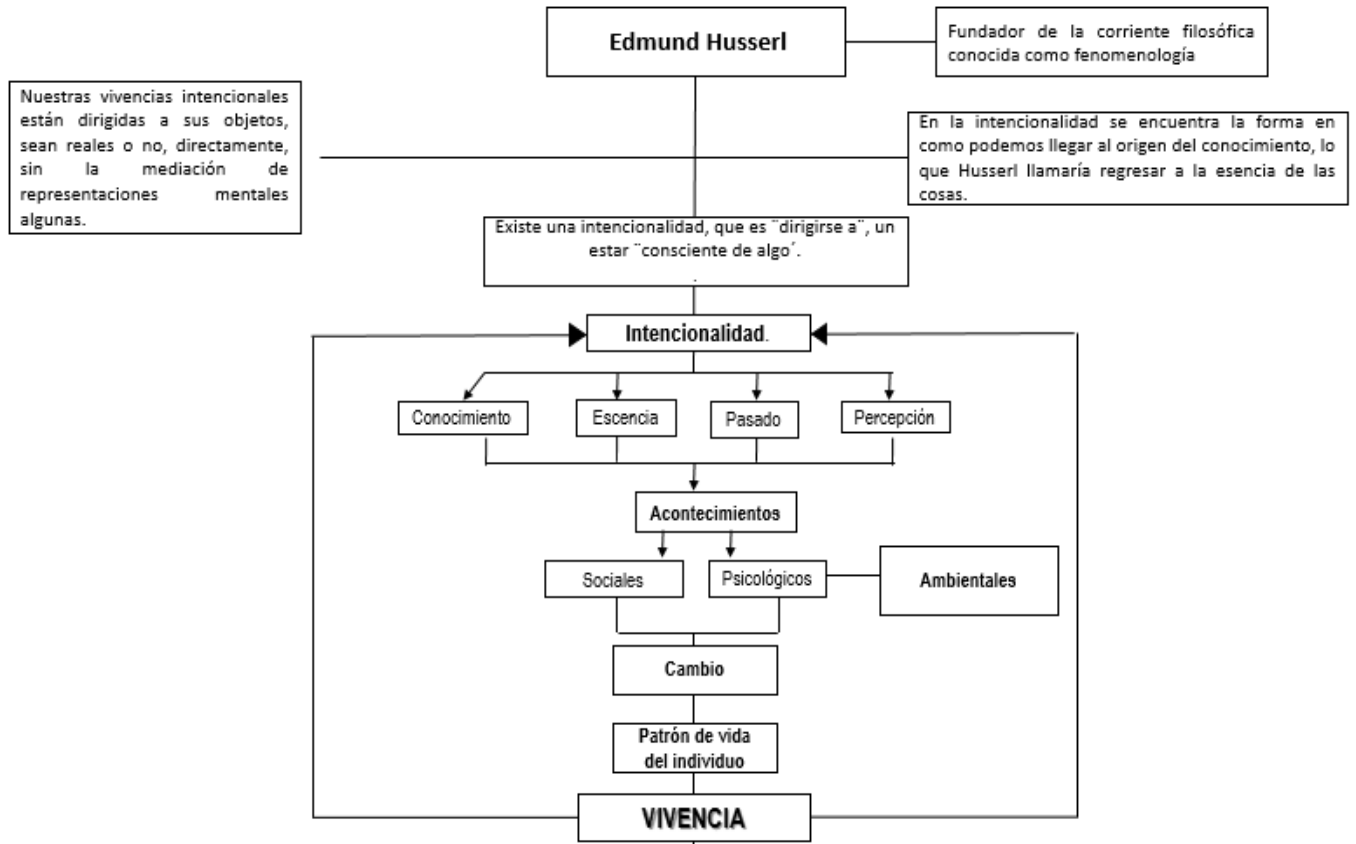 Edmund Husserl
Fundador de la corriente filosófica
conocida como fenomenología
Nuestras vivencias intencionales
están dirigidas a sus objetos,
sean reales o no, directamente,
sin la mediación de
representaciones mentales
algunas.
En la intencionalidad se encuentra la forma en
como podemos llegar al origen del conocimiento, lo
que Husserl llamaría regresar a la esencia de las
cosas.
Existe una intencionalidad, que es ¨dirigirse a¨, un
estar ¨consciente de algo´.
.
Intencionalidad.
Conocimiento
Escencia
Pasado
Percepción
Acontecimientos
Sociales
Psicológicos
Ambientales
Cambio
Patrón de vida
del individuo
VIVENCIA